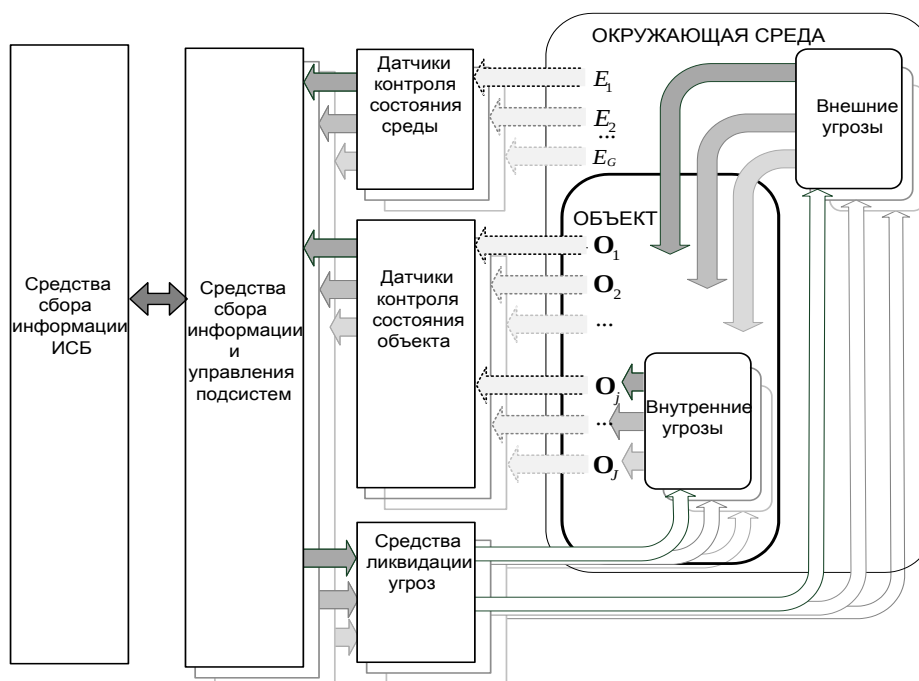 ОКРУЖАЮЩАЯ СРЕДА
Датчики
контроля
состояния
среды
E1
E2
...
EG
Внешние
угрозы
ОБЪЕКТ
Датчики
контроля
состояния
объекта
O1
O2
...
Oj
...
OJ
Внутренние
угрозы
Средства
сбора
информации
ИСБ
Средства
сбора
информации
и
управления
подсистем
Средства
ликвидации
угроз